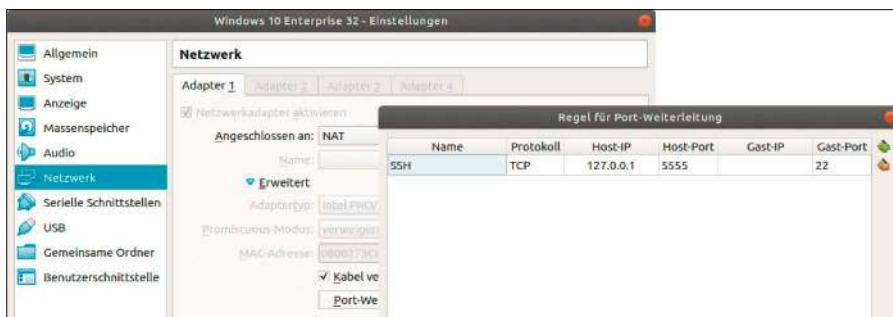 Windows 10 Enterprise 32 - Einstellungen
Allgemein
System
Anzeige
Massenspeicher
Audio
Netzwerk
Serielle Schnittstellen
USB
Gemeinsame Ordner
Benutzerschnittstelle
Netzwerk
Adapter 1 Adapter 2 Adapter 3 Adapter 4
Netzwerkadapter aktivieren
Angeschlossen an: NAT
Name:
Erweitert
Adaptertyp: Intel PRO/
Promiscuous-Modus: verweiger
MAC-Adresse:
Kabel ve
Port-We
Regel für Port-Weiterleitung
Name Protokoll Host-IP Host-Port Gast-IP Gast-Port
SSH TCP 127.0.0.1 5555 22